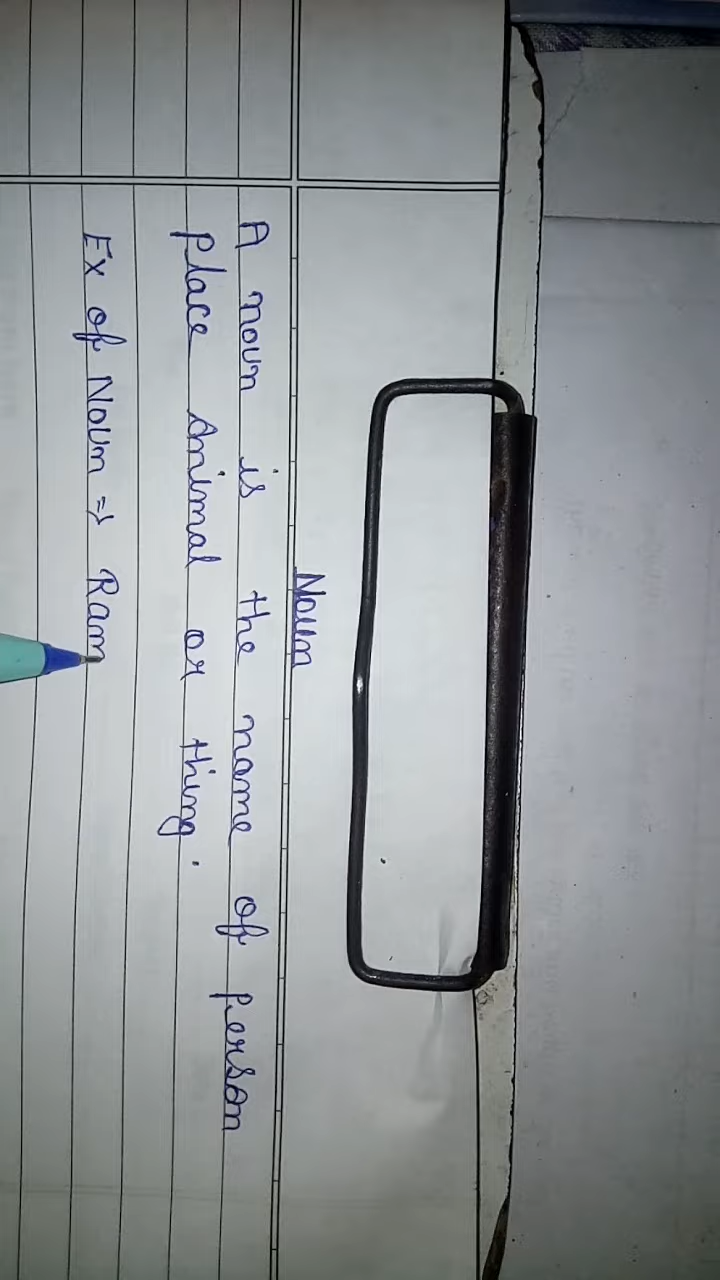 Noun
A noun is the name of person
place animal or thing.
Ex of Noun => Ram